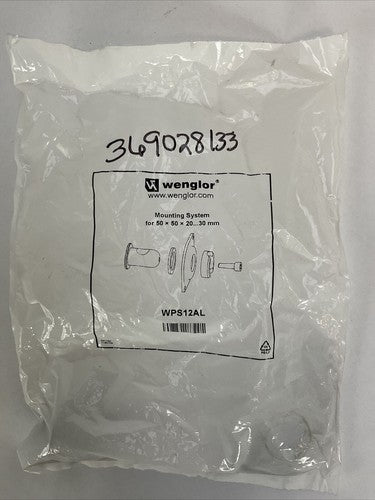 369028133
wenglor®
www.wenglor.com
Mounting System
for 50 × 50 × 20...30 mm
WPS12AL